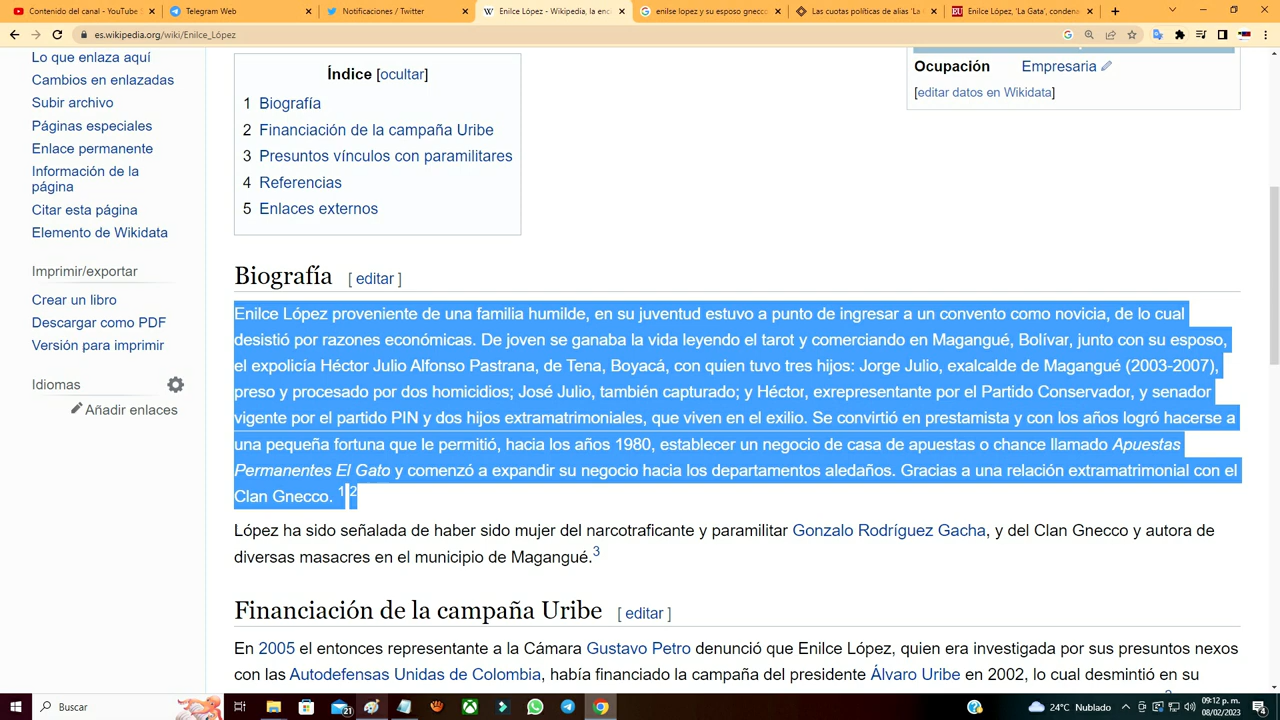 Contenido del canal - YouTube S
Telegram Web
Notificaciones / Twitter
Enilce López - Wikipedia, la enci
enilse lopez y su esposo gnecco
Las cuotas políticas de alias 'La
Enilce López, 'La Gata', condena
es.wikipedia.org/wiki/Enilce_López
Lo que enlaza aquí
Cambios en enlazadas
Subir archivo
Páginas especiales
Enlace permanente
Información de la
página
Citar esta página
Elemento de Wikidata
Imprimir/exportar
Crear un libro
Descargar como PDF
Versión para imprimir
Idiomas
Añadir enlaces
Índice [ocultar]
1 Biografía
2 Financiación de la campaña Uribe
3 Presuntos vínculos con paramilitares
4 Referencias
5 Enlaces externos
Ocupación Empresaria
[editar datos en Wikidata]
Biografía [ editar ]
Enilce López proveniente de una familia humilde, en su juventud estuvo a punto de ingresar a un convento como novicia, de lo cual
desistió por razones económicas. De joven se ganaba la vida leyendo el tarot y comerciando en Magangué, Bolívar, junto con su esposo,
el expolicía Héctor Julio Alfonso Pastrana, de Tena, Boyacá, con quien tuvo tres hijos: Jorge Julio, exalcalde de Magangué (2003-2007),
preso y procesado por dos homicidios; José Julio, también capturado; y Héctor, exrepresentante por el Partido Conservador, y senador
vigente por el partido PIN y dos hijos extramatrimoniales, que viven en el exilio. Se convirtió en prestamista y con los años logró hacerse a
una pequeña fortuna que le permitió, hacia los años 1980, establecer un negocio de casa de apuestas o chance llamado Apuestas
Permanentes El Gato y comenzó a expandir su negocio hacia los departamentos aledaños. Gracias a una relación extramatrimonial con el
Clan Gnecco. 1 2
López ha sido señalada de haber sido mujer del narcotraficante y paramilitar Gonzalo Rodríguez Gacha, y del Clan Gnecco y autora de
diversas masacres en el municipio de Magangué.3
Financiación de la campaña Uribe [ editar ]
En 2005 el entonces representante a la Cámara Gustavo Petro denunció que Enilce López, quien era investigada por sus presuntos nexos
con las Autodefensas Unidas de Colombia, había financiado la campaña del presidente Álvaro Uribe en 2002, lo cual desmintió en su
Buscar
21
24°C Nublado
09:12 p. m.
08/02/2023
4